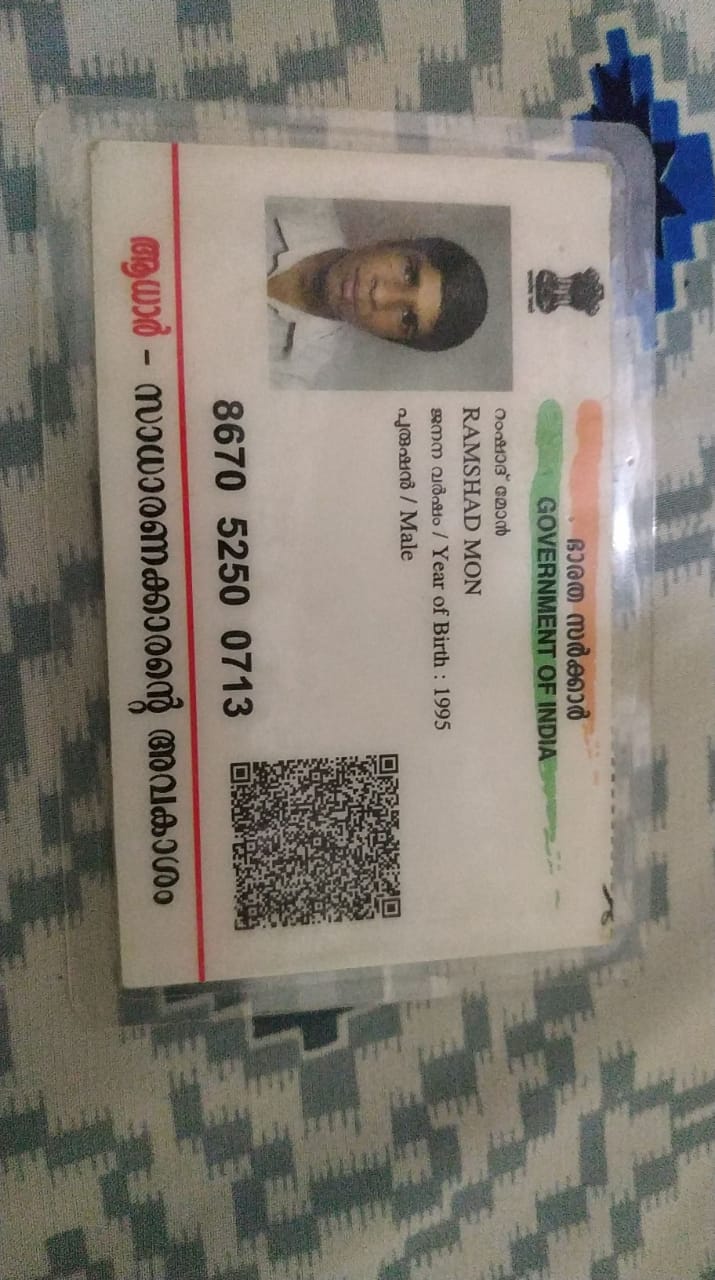 ഭാരത സർക്കാർ
GOVERNMENT OF INDIA
റംഷാദ് മോൻ
RAMSHAD MON
ജനന വർഷം / Year of Birth : 1995
പുരുഷൻ / Male
8670 5250 0713
ആധാർ - സാധാരണക്കാരന്റെ അവകാശം